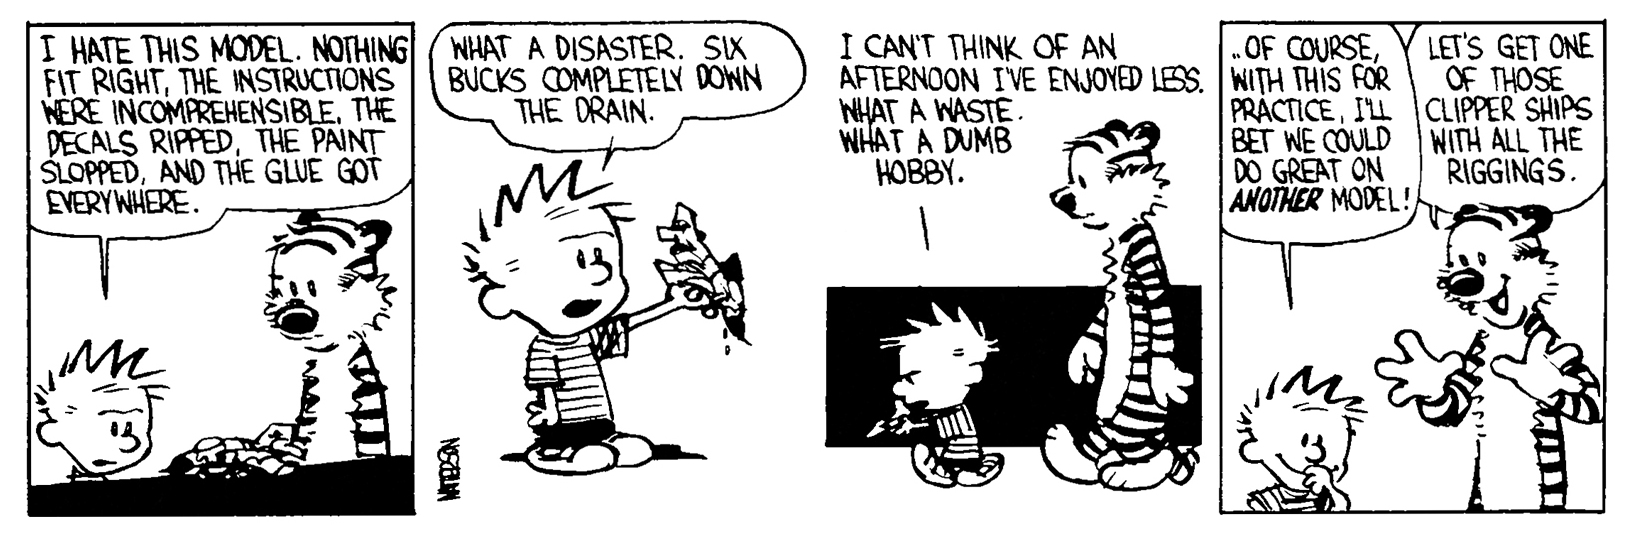 I HATE THIS MODEL. NOTHING
FIT RIGHT, THE INSTRUCTIONS
WERE INCOMPREHENSIBLE, THE
DECALS RIPPED, THE PAINT
SLOPPED, AND THE GLUE GOT
EVERYWHERE.
WHAT A DISASTER. SIX
BUCKS COMPLETELY DOWN
THE DRAIN.
WATTERSON
I CAN'T THINK OF AN
AFTERNOON I'VE ENJOYED LESS.
WHAT A WASTE.
WHAT A DUMB
HOBBY.
..OF COURSE,
WITH THIS FOR
PRACTICE, I'LL
BET WE COULD
DO GREAT ON
ANOTHER MODEL!
LET'S GET ONE
OF THOSE
CLIPPER SHIPS
WITH ALL THE
RIGGINGS.